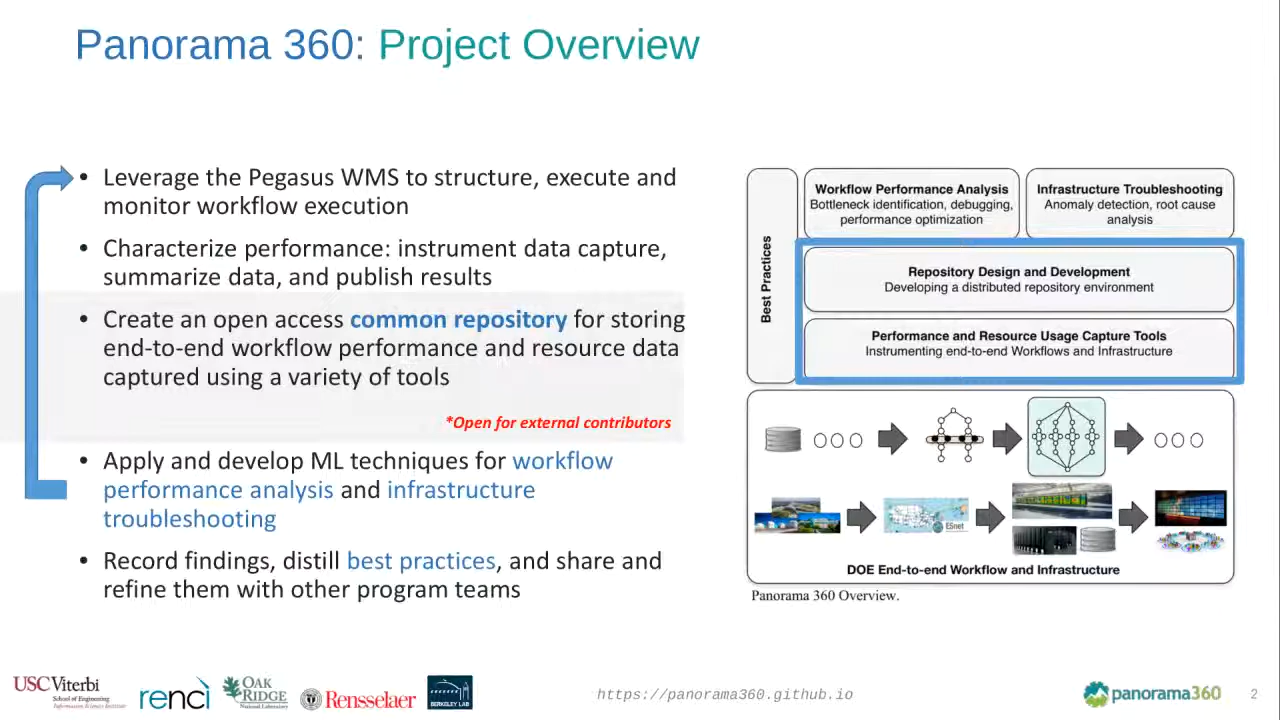 Panorama 360: Project Overview
• Leverage the Pegasus WMS to structure, execute and
monitor workflow execution
• Characterize performance: instrument data capture,
summarize data, and publish results
• Create an open access common repository for storing
end-to-end workflow performance and resource data
captured using a variety of tools
*Open for external contributors
• Apply and develop ML techniques for workflow
performance analysis and infrastructure
troubleshooting
• Record findings, distill best practices, and share and
refine them with other program teams
Best Practices
Workflow Performance Analysis
Bottleneck identification, debugging,
performance optimization
Infrastructure Troubleshooting
Anomaly detection, root cause
analysis
Repository Design and Development
Developing a distributed repository environment
Performance and Resource Usage Capture Tools
Instrumenting end-to-end Workflows and Infrastructure
ESnet
DOE End-to-end Workflow and Infrastructure
Panorama 360 Overview.
USC Viterbi
School of Engineering
Information Sciences Institute
renci
OAK
RIDGE
National Laboratory
Rensselaer
BERKELEY LAB
https://panorama360.github.io
panorama360
2